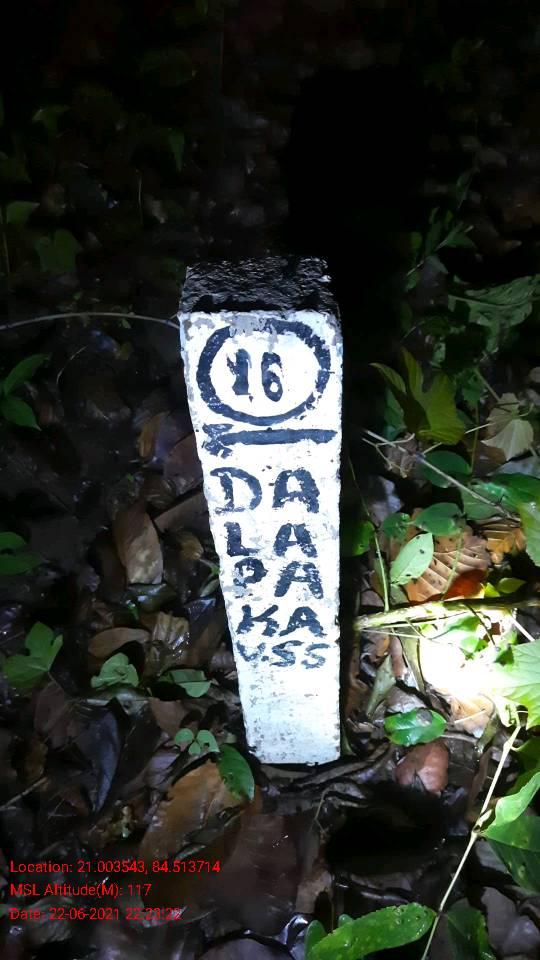 16
DA
LA
PA
KA
VSS
Location: 21.003543, 84.513714
MSL Altitude(M): 117
Date: 22-06-2021 22:23:22